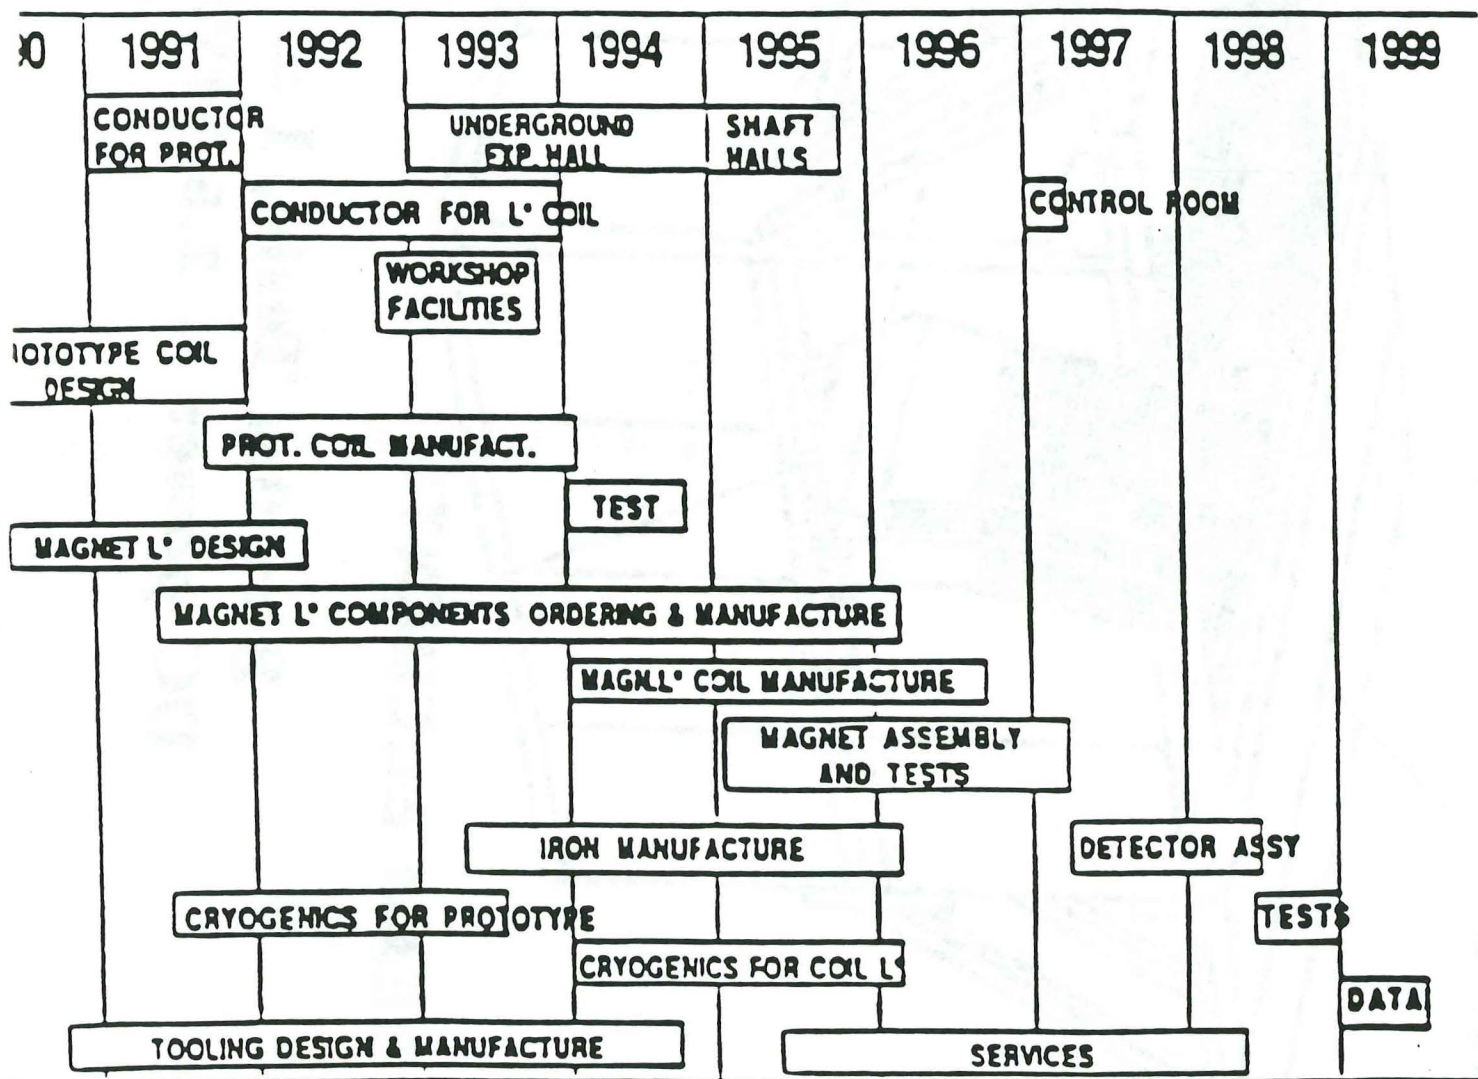 90 1991 1992 1993 1994 1995 1996 1997 1998 1999
CONDUCTOR
FOR PROT.
UNDERGROUND
EXP. HALL
SHAFT
HALLS
CONDUCTOR FOR L* COIL
CONTROL ROOM
WORKSHOP
FACILITIES
OTOTYPE COIL
DESIGN
PROT. COIL MANUFACT.
TEST
MAGNET L* DESIGN
MAGNET L* COMPONENTS ORDERING & MANUFACTURE
MAGN.L* COIL MANUFACTURE
MAGNET ASSEMBLY
AND TESTS
IRON MANUFACTURE
DETECTOR ASSY
CRYOGENICS FOR PROTOTYPE
TESTS
CRYOGENICS FOR COIL L*
DATA
TOOLING DESIGN & MANUFACTURE
SERVICES